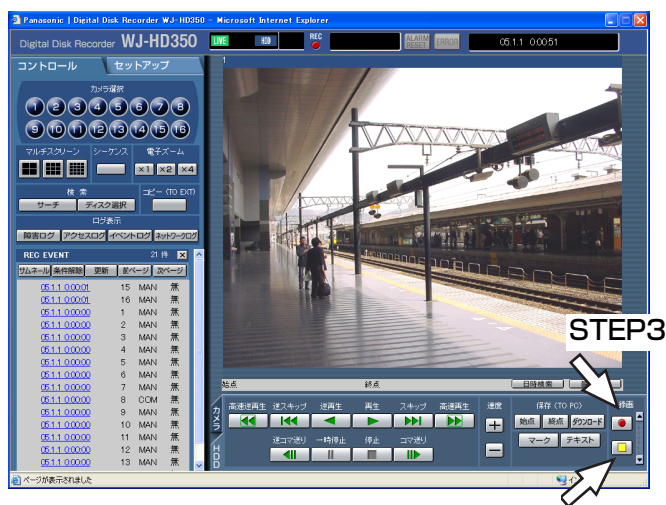 Panasonic | Digital Disk Recorder WJ-HD350 - Microsoft Internet Explorer
Digital Disk Recorder WJ-HD350
LIVE HDD REC ALARM RESET ERROR 05.1.1 0:00:51
コントロール セットアップ
1
カメラ選択
1 2 3 4 5 6 7 8
9 10 11 12 13 14 15 16
マルチスクリーン シーケンス 電子ズーム
×1 ×2 ×4
検 索 コピー (TO EXT)
サーチ ディスク選択
ログ表示
障害ログ アクセスログ イベントログ ネットワークログ
REC EVENT 21 件
サムネール 条件解除 更新 前ページ 次ページ
05.1.1 0:00:01 15 MAN 無
05.1.1 0:00:01 16 MAN 無
05.1.1 0:00:00 1 MAN 無
05.1.1 0:00:00 2 MAN 無
05.1.1 0:00:00 3 MAN 無
05.1.1 0:00:00 4 MAN 無
05.1.1 0:00:00 5 MAN 無
05.1.1 0:00:00 6 MAN 無
05.1.1 0:00:00 7 MAN 無
05.1.1 0:00:00 8 COM 無
05.1.1 0:00:00 9 MAN 無
05.1.1 0:00:00 10 MAN 無
05.1.1 0:00:00 11 MAN 無
05.1.1 0:00:00 12 MAN 無
05.1.1 0:00:00 13 MAN 無
STEP3
始点 終点 日時検索
カメラ
HDD
高速逆再生 逆スキップ 逆再生 再生 スキップ 高速再生 速度 保存 (TO PC) 録画
始点 終点 ダウンロード
逆コマ送り 一時停止 停止 コマ送り
マーク テキスト
ページが表示されました